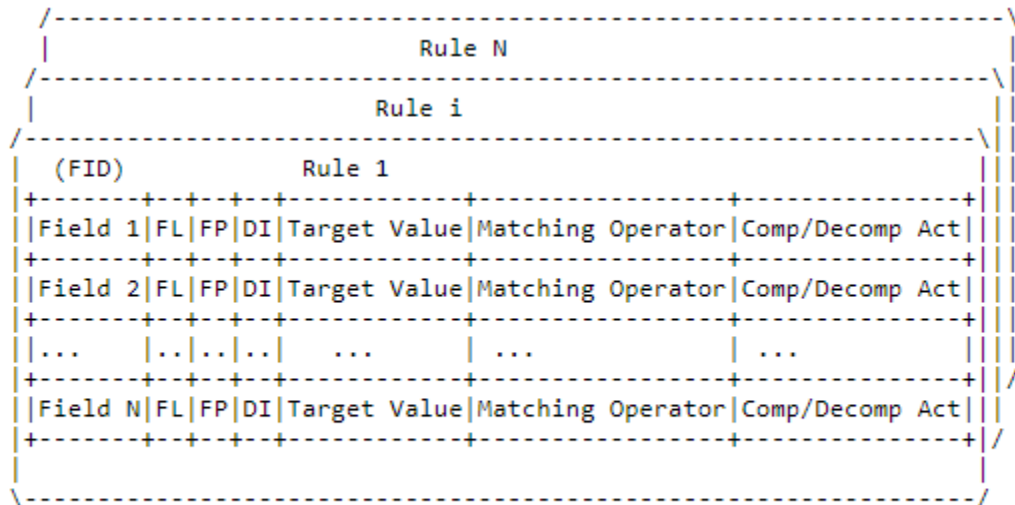 /------------------------------------------------------------------\
|                         Rule N                                   |
/------------------------------------------------------------------\|
|                       Rule i                                     ||
/------------------------------------------------------------------\||
|  (FID)            Rule 1                                         |||
|+-------+--+--+--+------------+-----------------+----------------+|||
||Field 1|FL|FP|DI|Target Value|Matching Operator|Comp/Decomp Act||||
|+-------+--+--+--+------------+-----------------+----------------+|||
||Field 2|FL|FP|DI|Target Value|Matching Operator|Comp/Decomp Act||||
|+-------+--+--+--+------------+-----------------+----------------+|||
||...    |..|..|..|   ...      | ...             | ...            ||||
|+-------+--+--+--+------------+-----------------+----------------+||/
||Field N|FL|FP|DI|Target Value|Matching Operator|Comp/Decomp Act|||
|+-------+--+--+--+------------+-----------------+----------------+|/
|                                                                  |
\------------------------------------------------------------------/